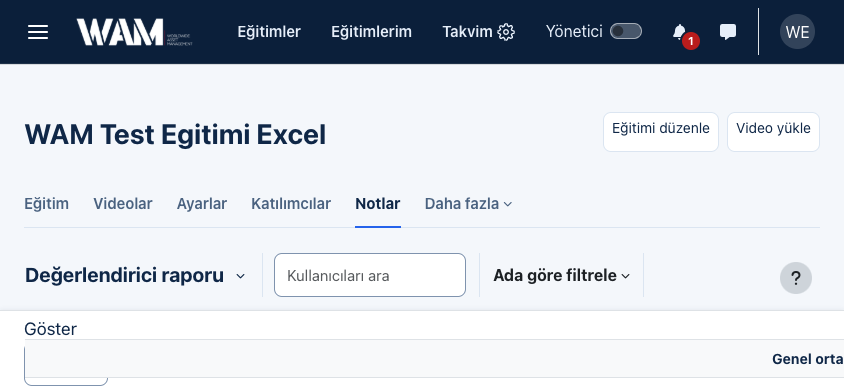 WAM
Eğitimler
Eğitimlerim
Takvim
Yönetici
1
WE
WAM Test Egitimi Excel
Eğitimi düzenle
Video yükle
Eğitim
Videolar
Ayarlar
Katılımcılar
Notlar
Daha fazla
Değerlendirici raporu
Kullanıcıları ara
Ada göre filtrele
?
Göster
Genel orta